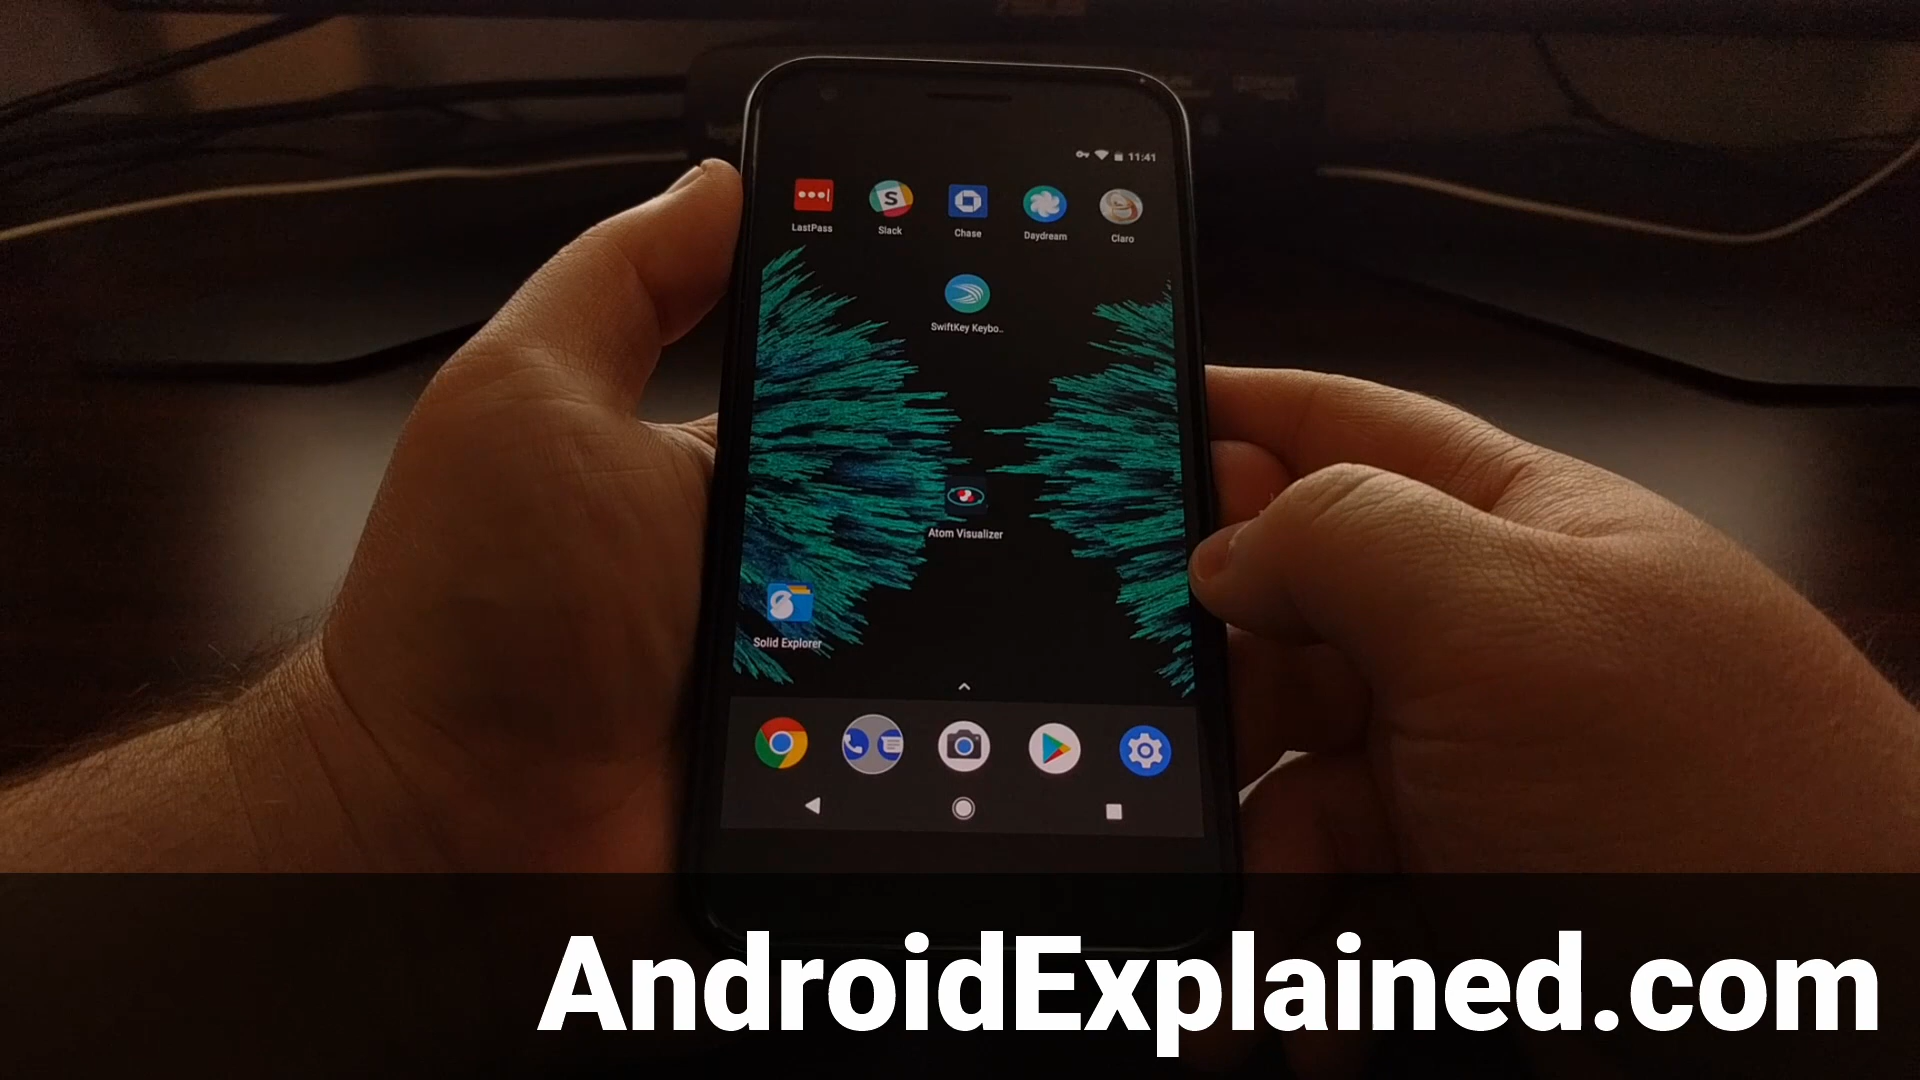 11:41
LastPass
S
Slack
Chase
Daydream
Claro
SwiftKey Keybo..
Atom Visualizer
Solid Explorer
AndroidExplained.com